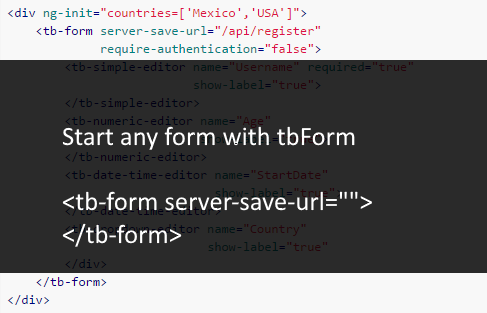 <div ng-init="countries=['Mexico','USA']">
<tb-form server-save-url="/api/register"
require-authentication="false">
<tb-simple-editor name="Username" required="true"
show-label="true">
</tb-simple-editor>
<tb-numeric-editor name="Age"
Start any form with tbForm
</tb-numeric-editor>
<tb-date-time-editor name="StartDate"
<tb-form server-save-url="">
show-label="true">
</tb-date-time-editor>
</tb-form>
name="Country"
show-label="true"
</div>
</tb-form>
</div>